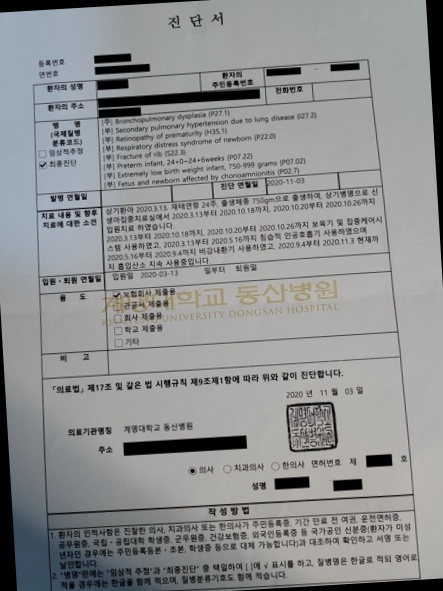 진 단 서
등록번호
연번호
환자의 성명
환자의
주민등록번호
환자의 주소
전화번호
병 명
(국제질병
분류코드)
임상적추정
최종진단
[주] Bronchopulmonary dysplasia (P27.1)
[부] Secondary pulmonary hypertension due to lung disease (I27.2)
[부] Retinopathy of prematurity (H35.1)
[부] Respiratory distress syndrome of newborn (P22.0)
[부] Fracture of rib (S22.3)
[부] Preterm infant, 24+0~24+6weeks (P07.22)
[부] Extremely low birth weight infant, 750-999 grams (P07.02)
[부] Fetus and newborn affected by chorioamnionitis (P02.7)
발병 연월일
진단 연월일 2020-11-03
치료 내용 및 향후
치료에 대한 소견
상기환아 2020.3.13. 재태연령 24주, 출생체중 750gm으로 출생하여, 상기병명으로 신
생아집중치료실에서 2020.3.13부터 2020.10.18까지, 2020.10.20부터 2020.10.26까지
입원치료 하였습니다.
2020.3.13부터 2020.10.18까지, 2020.10.20부터 2020.10.26까지 보육기 및 집중케어시
스템 사용하였고, 2020.3.13부터 2020.5.16까지 침습적 인공호흡기 사용하였으며
2020.5.16부터 2020.9.4까지 비강내환기 사용하였고, 2020.9.4부터 2020.11.3 현재까
지 흡입산소 지속 사용중입니다.
입원·퇴원 연월일
입원일 2020-03-13 일부터 퇴원일
용 도
보험회사 제출용
관공서 제출용
회사 제출용
학교 제출용
기타
계명대학교 동산병원
UNIVERSITY DONGSAN HOSPITAL
비 고
「의료법」 제17조 및 같은 법 시행규칙 제9조제1항에 따라 위와 같이 진단합니다.
2020 년 11 월 03 일
의료기관명칭 계명대학교 동산병원
주소
의사 치과의사 한의사 면허번호 제 호
성명
작 성 방 법
1. 환자의 인적사항은 진찰한 의사, 치과의사 또는 한의사가 주민등록증, 기간 만료 전 여권, 운전면허증,
공무원증, 국립·공립대학 학생증, 군무원증, 건강보험증, 외국인등록증 등 국가공인 신분증(환자가 미성
년자인 경우에는 주민등록등본·초본, 학생증 등으로 대체 가능합니다)과 대조하여 확인하고 서명 또는
날인합니다.
2. "병명"란에는 "임상적 추정"과 "최종진단" 중 택일하여 [ ]에 √ 표시를 하고, 질병명은 한글로 적되 영어로
적을 경우에는 한글을 함께 적으며, 질병분류기호도 함께 적습니다.